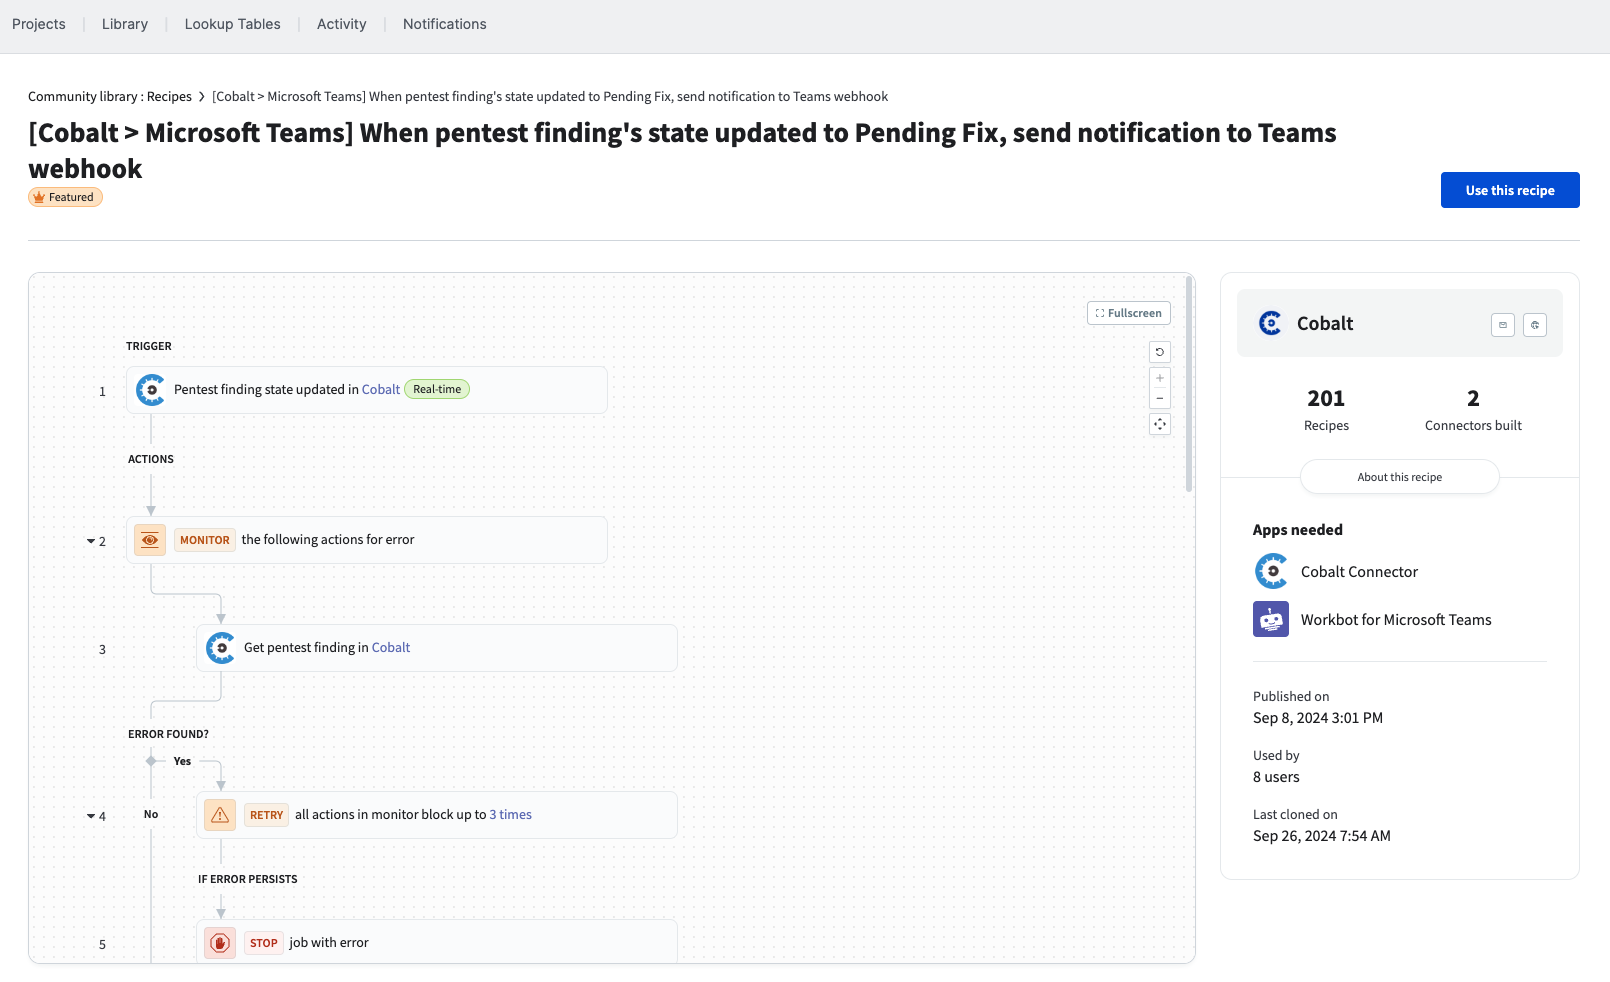 Projects
Library
Lookup Tables
Activity
Notifications
Community library : Recipes > [Cobalt > Microsoft Teams] When pentest finding's state updated to Pending Fix, send notification to Teams webhook
[Cobalt > Microsoft Teams] When pentest finding's state updated to Pending Fix, send notification to Teams
webhook
Featured
Use this recipe
Fullscreen
TRIGGER
1 Pentest finding state updated in Cobalt Real-time
ACTIONS
2 MONITOR the following actions for error
3 Get pentest finding in Cobalt
ERROR FOUND?
Yes
4 No RETRY all actions in monitor block up to 3 times
IF ERROR PERSISTS
5 STOP job with error
Cobalt
201
Recipes
2
Connectors built
About this recipe
Apps needed
Cobalt Connector
Workbot for Microsoft Teams
Published on
Sep 8, 2024 3:01 PM
Used by
8 users
Last cloned on
Sep 26, 2024 7:54 AM